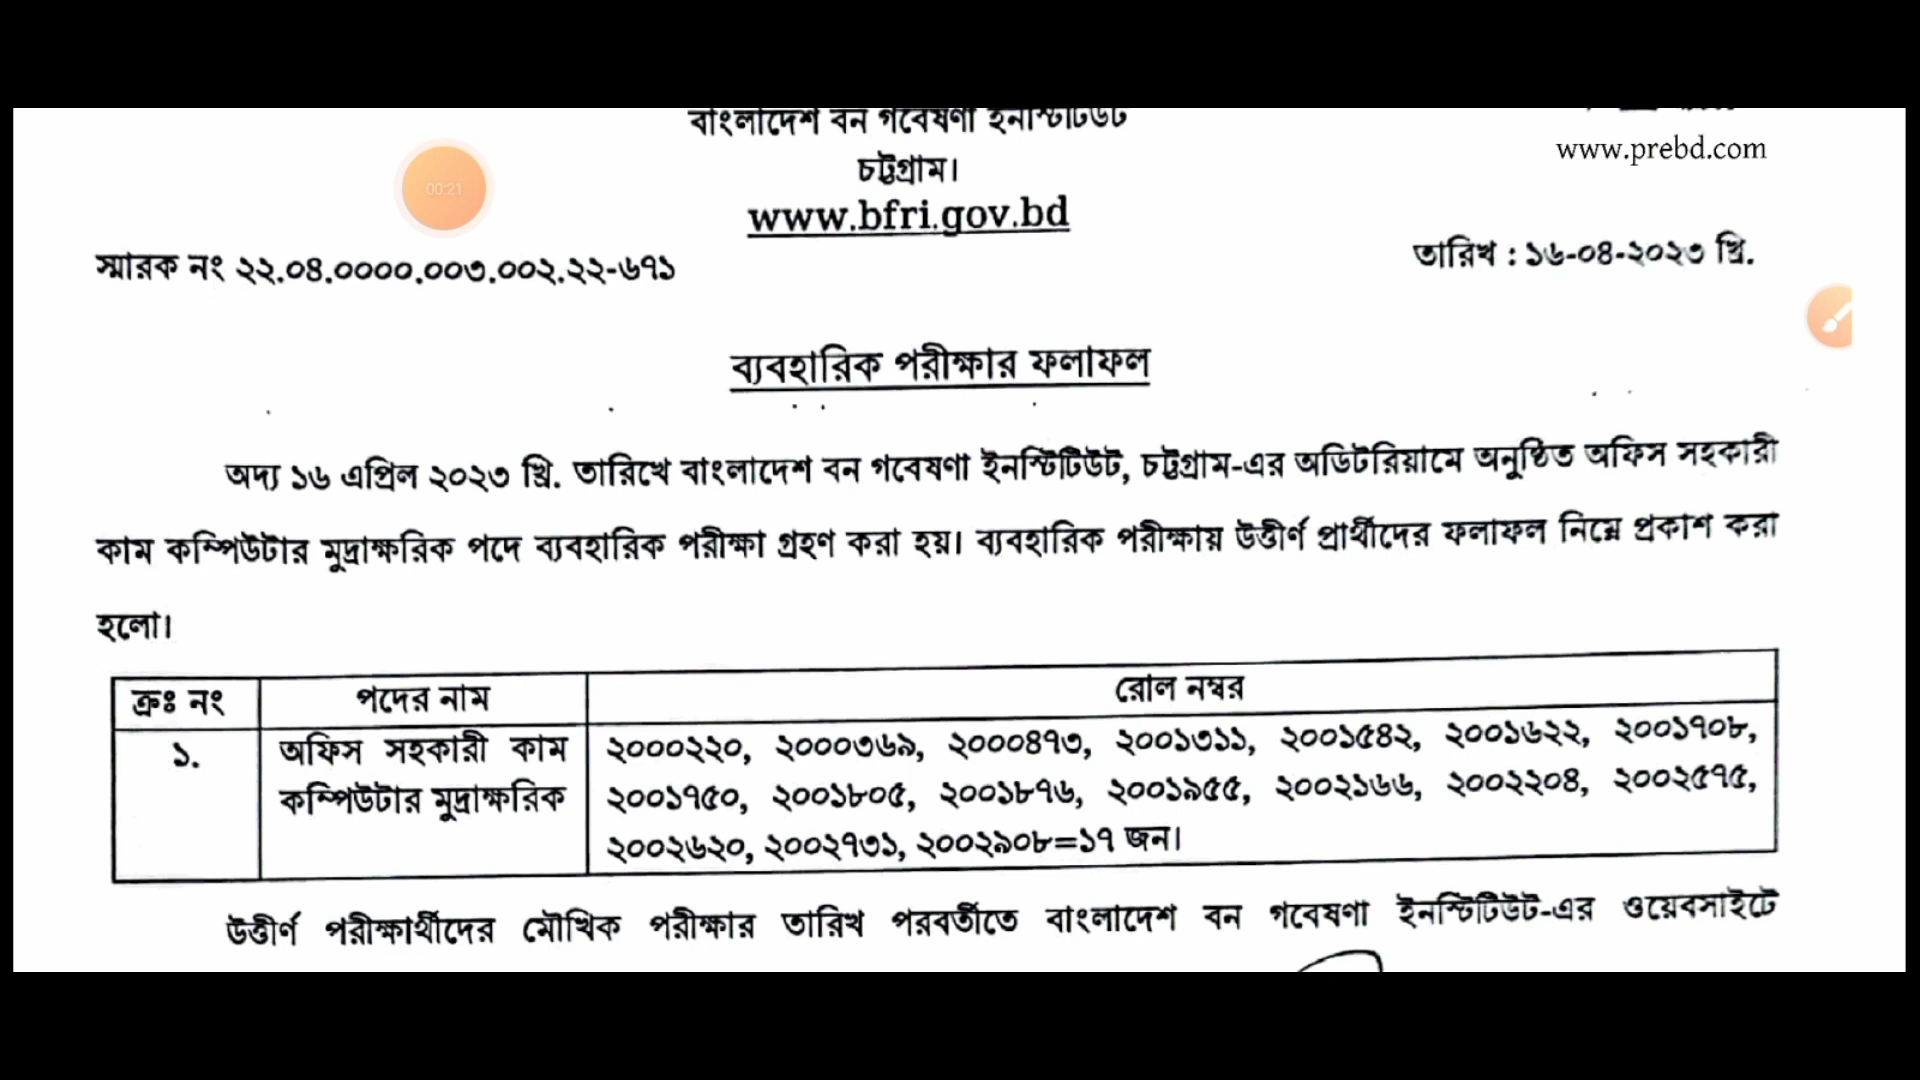 বাংলাদেশ বন গবেষণা ইনস্টিটিউট
www.prebd.com
চট্টগ্রাম।
00:21
www.bfri.gov.bd
স্মারক নং ২২.০৪.০০০০.০০৩.০০২.২২-৬৭১
তারিখ : ১৬-০৪-২০২৩ খ্রি.
ব্যবহারিক পরীক্ষার ফলাফল
অদ্য ১৬ এপ্রিল ২০২৩ খ্রি. তারিখে বাংলাদেশ বন গবেষণা ইনস্টিটিউট, চট্টগ্রাম-এর অডিটরিয়ামে অনুষ্ঠিত অফিস সহকারী
কাম কম্পিউটার মুদ্রাক্ষরিক পদে ব্যবহারিক পরীক্ষা গ্রহণ করা হয়। ব্যবহারিক পরীক্ষায় উত্তীর্ণ প্রার্থীদের ফলাফল নিম্নে প্রকাশ করা
হলো।
ক্রঃ নং পদের নাম রোল নম্বর
১. অফিস সহকারী কাম ২০০০২২০, ২০০০৩৬৯, ২০০০৪৭৩, ২০০১৩১১, ২০০১৫৪২, ২০০১৬২২, ২০০১৭০৮,
কম্পিউটার মুদ্রাক্ষরিক ২০০১৭৫০, ২০০১৮০৫, ২০০১৮৭৬, ২০০১৯৫৫, ২০০২১৬৬, ২০০২২০৪, ২০০২৫৭৫,
২০০২৬২০, ২০০২৭৩১, ২০০২৯০৮=১৭ জন।
উত্তীর্ণ পরীক্ষার্থীদের মৌখিক পরীক্ষার তারিখ পরবর্তীতে বাংলাদেশ বন গবেষণা ইনস্টিটিউট-এর ওয়েবসাইটে